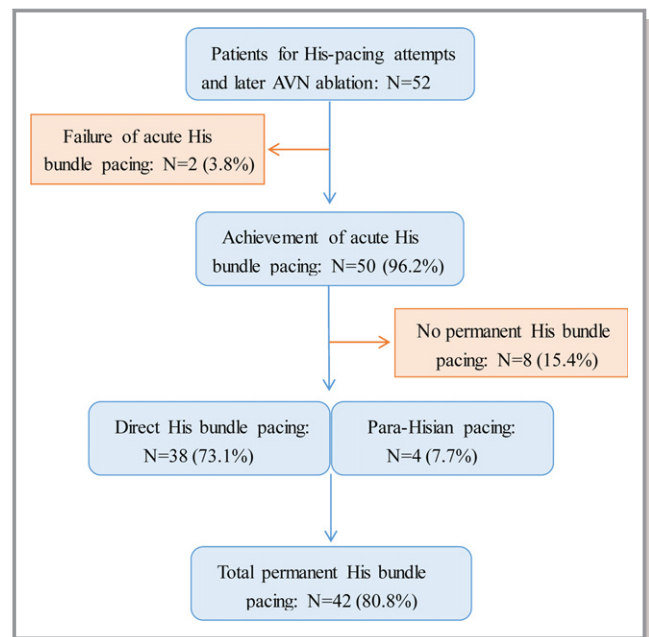 Patients for His-pacing attempts
and later AVN ablation: N=52
Failure of acute His
bundle pacing: N=2 (3.8%)
Achievement of acute His
bundle pacing: N=50 (96.2%)
No permanent His bundle
pacing: N=8 (15.4%)
Direct His bundle pacing:
N=38 (73.1%)
Para-Hisian pacing:
N=4 (7.7%)
Total permanent His bundle
pacing: N=42 (80.8%)